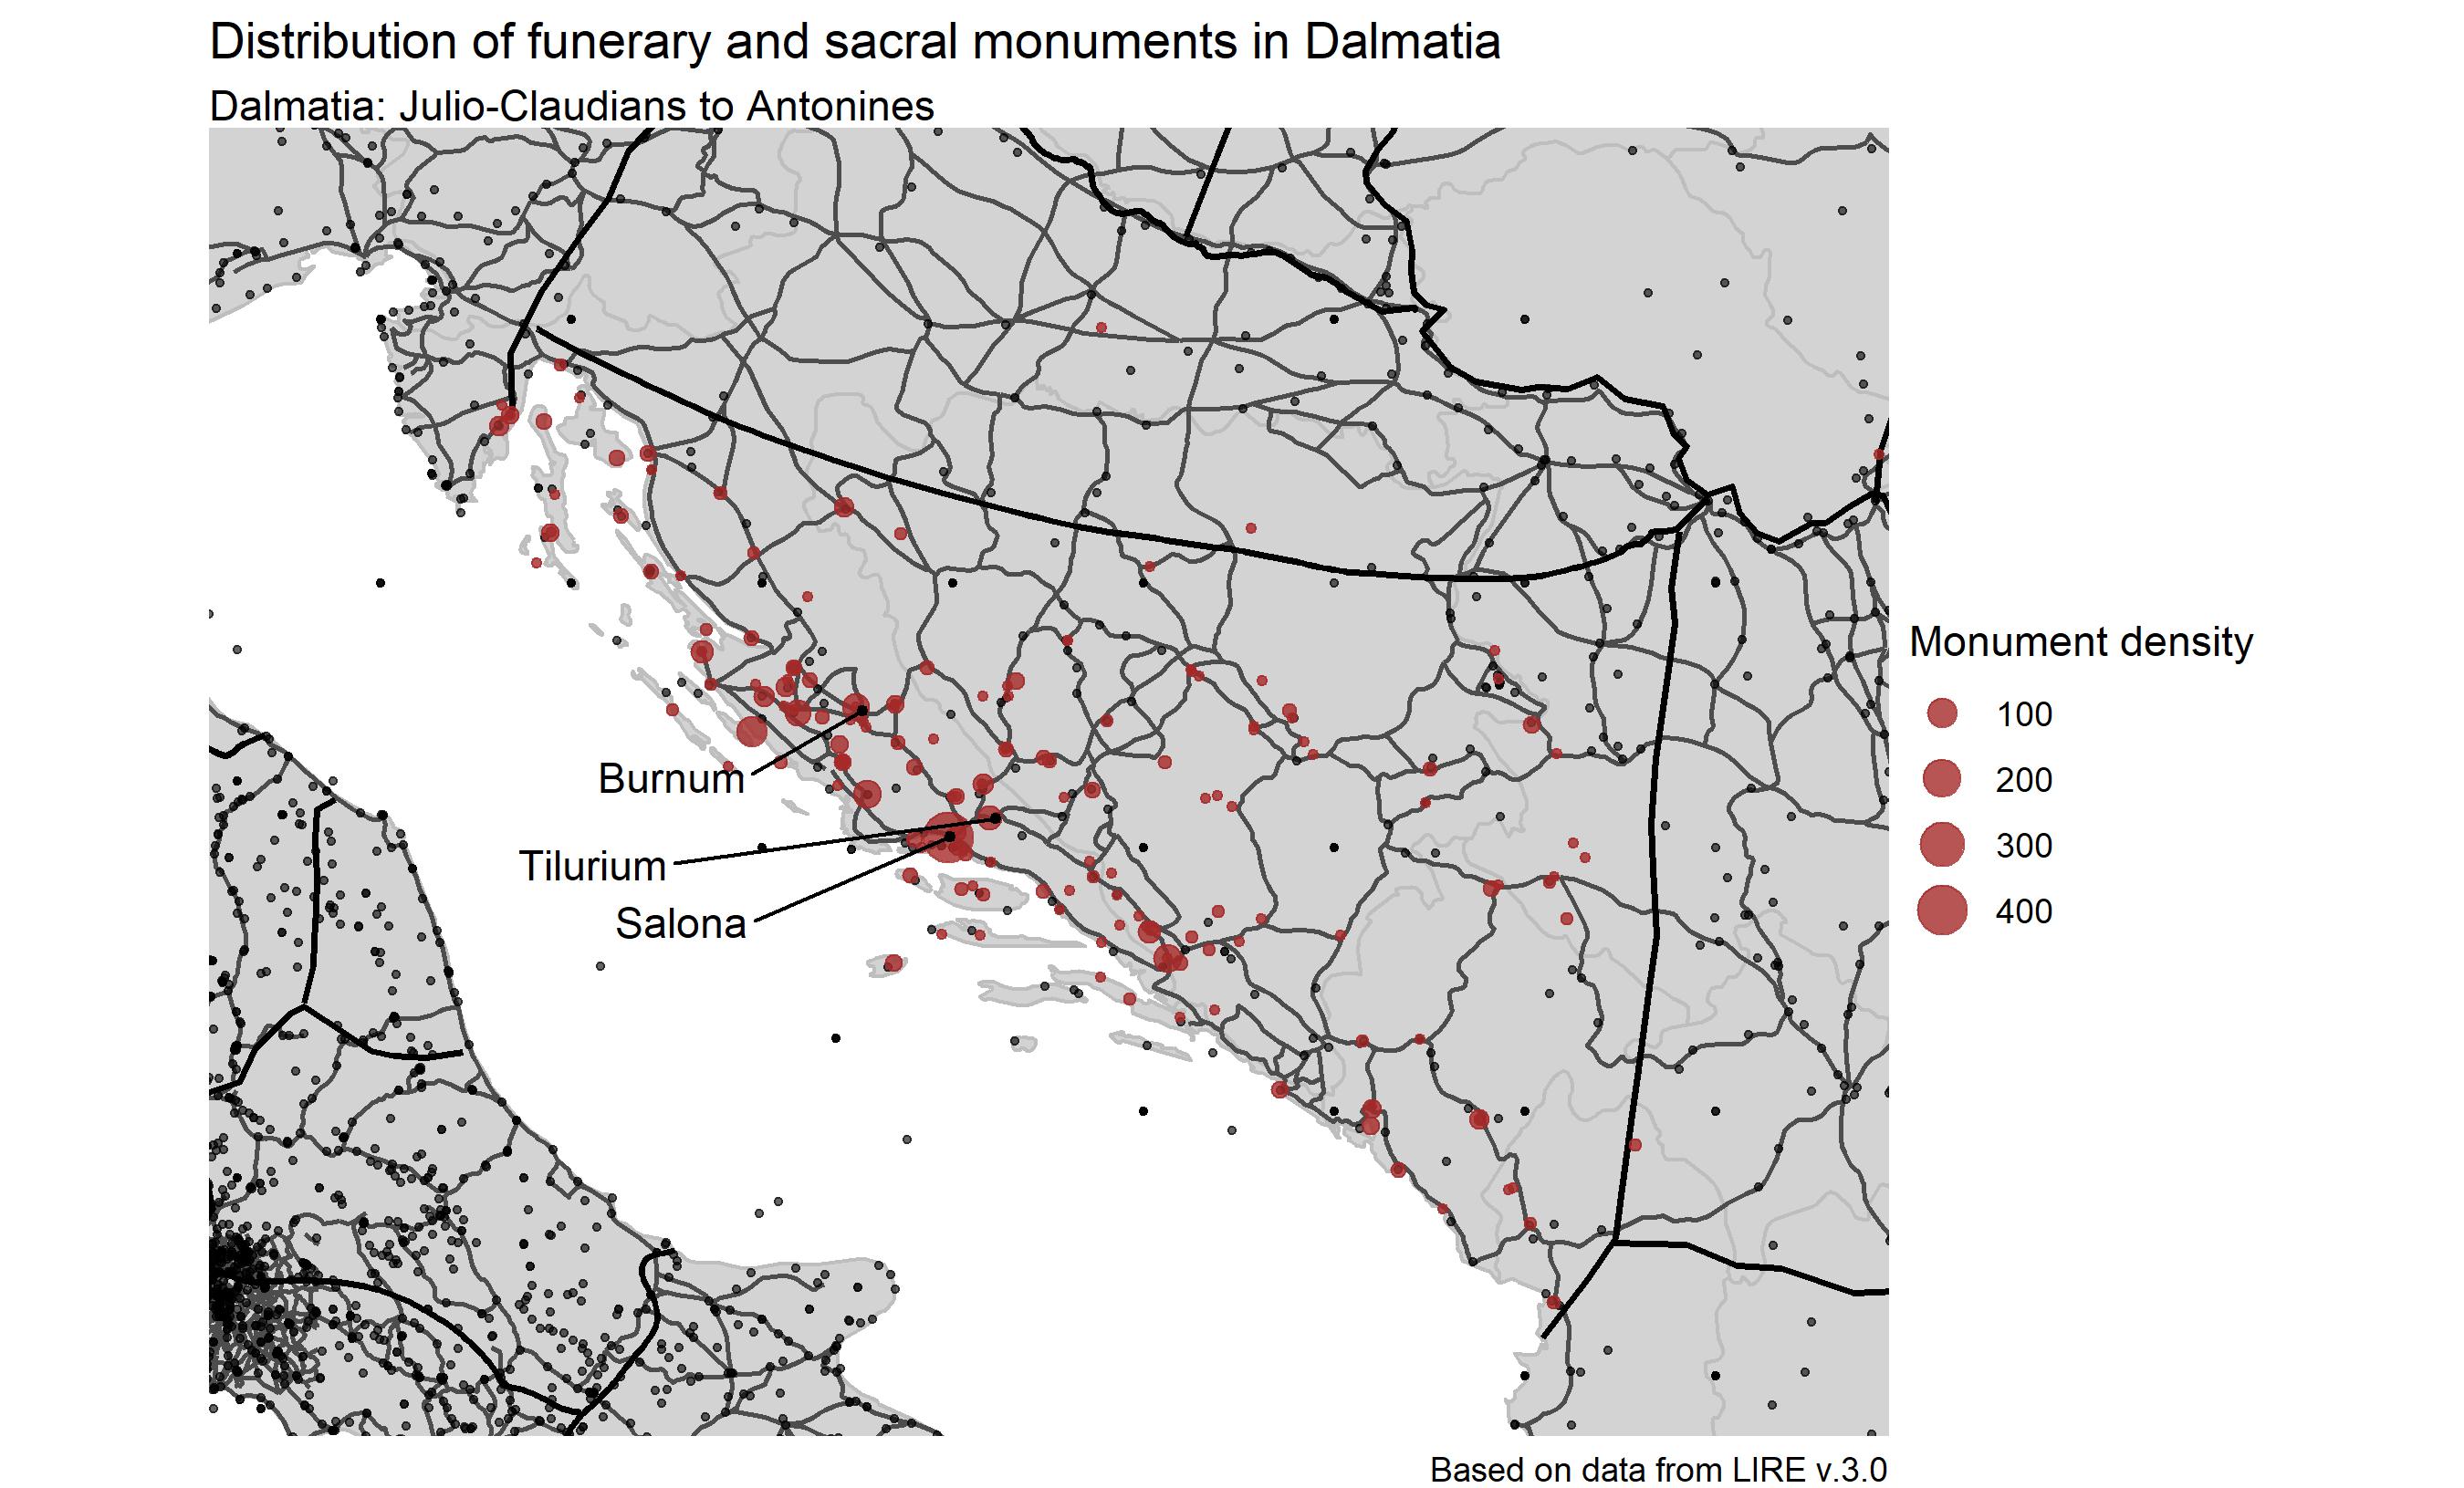 Distribution of funerary and sacral monuments in Dalmatia
Dalmatia: Julio-Claudians to Antonines
Burnum
Tilurium
Salona
Monument density
100
200
300
400
Based on data from LIRE v.3.0